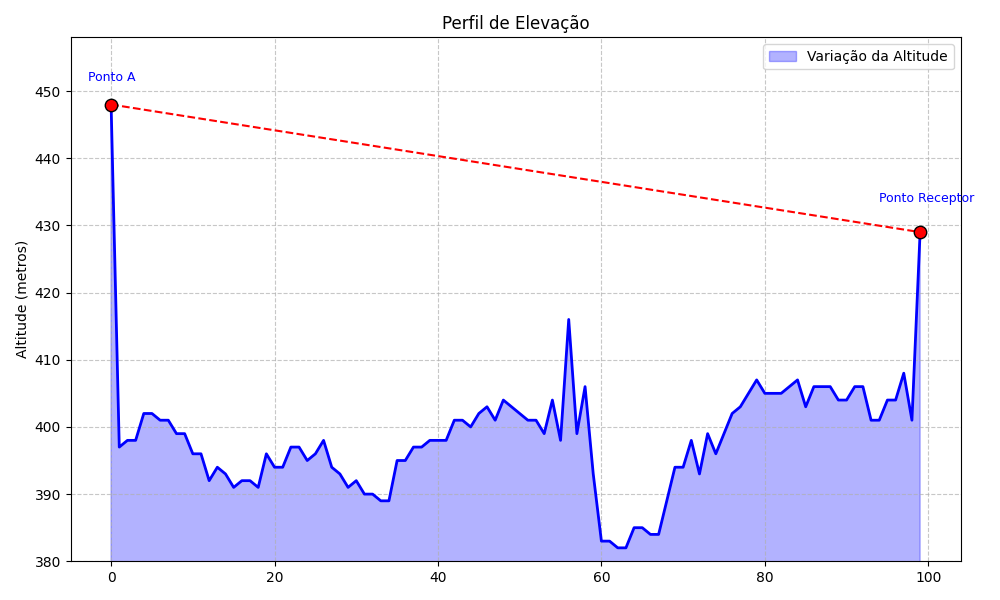 Perfil de Elevação
Variação da Altitude
Ponto A
Ponto Receptor
Altitude (metros)
450
440
430
420
410
400
390
380
0 20 40 60 80 100